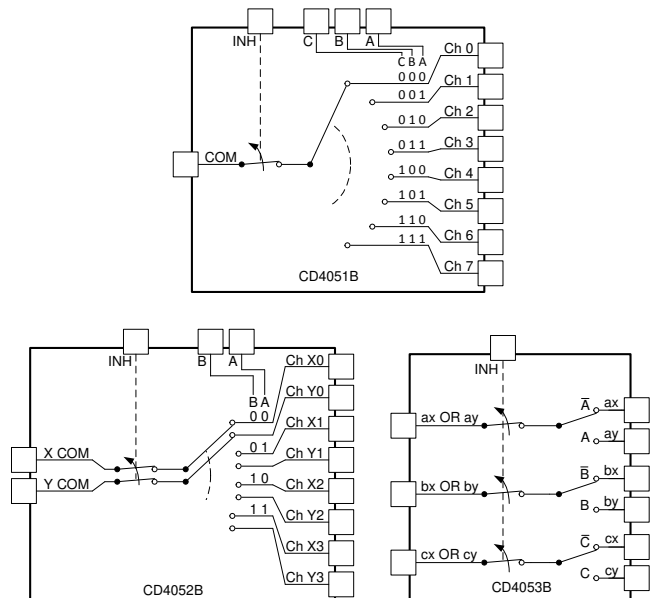 INH
C
B
A
C B A
Ch 0
0 0 0
Ch 1
0 0 1
Ch 2
0 1 0
Ch 3
0 1 1
COM
Ch 4
1 0 0
Ch 5
1 0 1
Ch 6
1 1 0
Ch 7
1 1 1
CD4051B
INH
B
A
B A
Ch X0
0 0
Ch Y0
Ch X1
0 1
Ch Y1
X COM
Y COM
Ch X2
1 0
Ch Y2
1 1
Ch X3
Ch Y3
CD4052B
INH
A̅ ax
ax OR ay
A ay
B̅ bx
bx OR by
B by
C̅ cx
cx OR cy
C cy
CD4053B